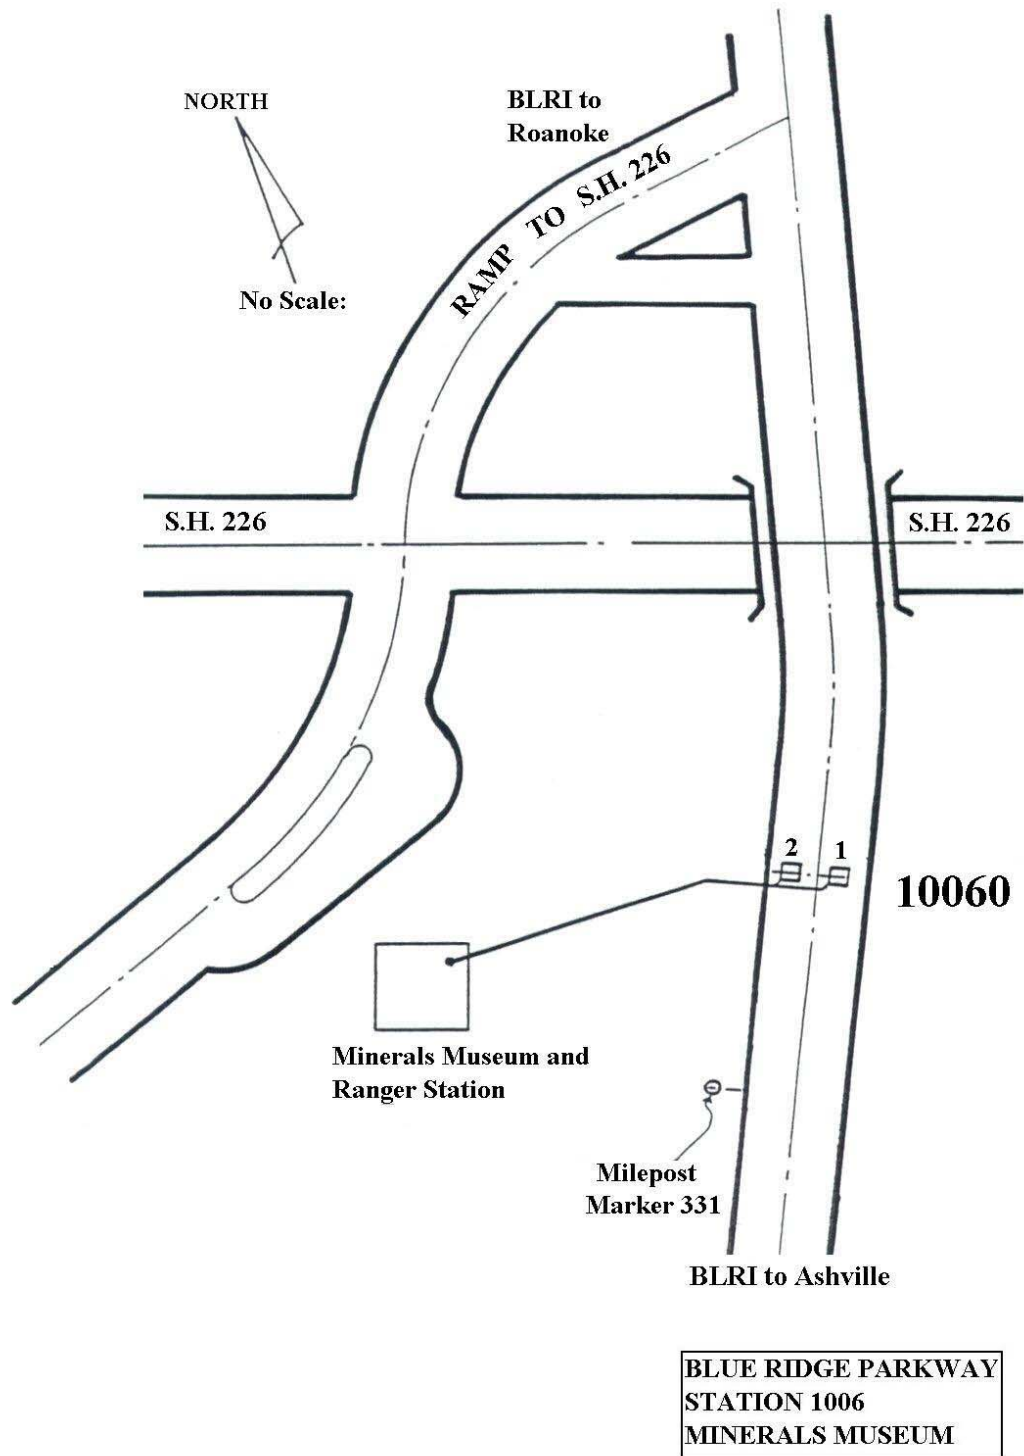 NORTH
No Scale:
BLRI to
Roanoke
RAMP TO S.H. 226
S.H. 226
S.H. 226
2
1
10060
Minerals Museum and
Ranger Station
Milepost
Marker 331
BLRI to Ashville
BLUE RIDGE PARKWAY
STATION 1006
MINERALS MUSEUM